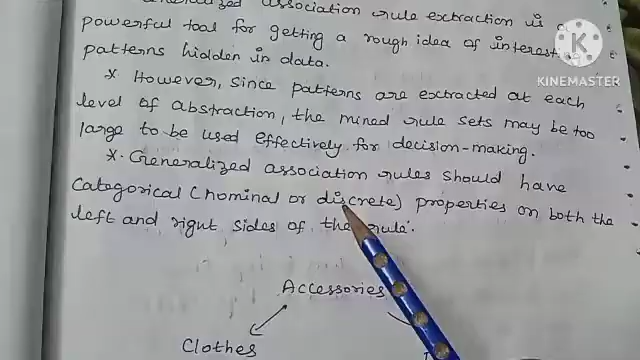 Generalized association rule extraction is a
powerful tool for getting a rough idea of interesti
patterns hidden in data.
* However, since patterns are extracted at each
level of abstraction, the mined rule sets may be too
large to be used effectively for decision-making.
* Generalized association rules should have
categorical (nominal or discrete) properties on both the
left and right sides of the rule.
Accessories
Clothes
KINEMASTER